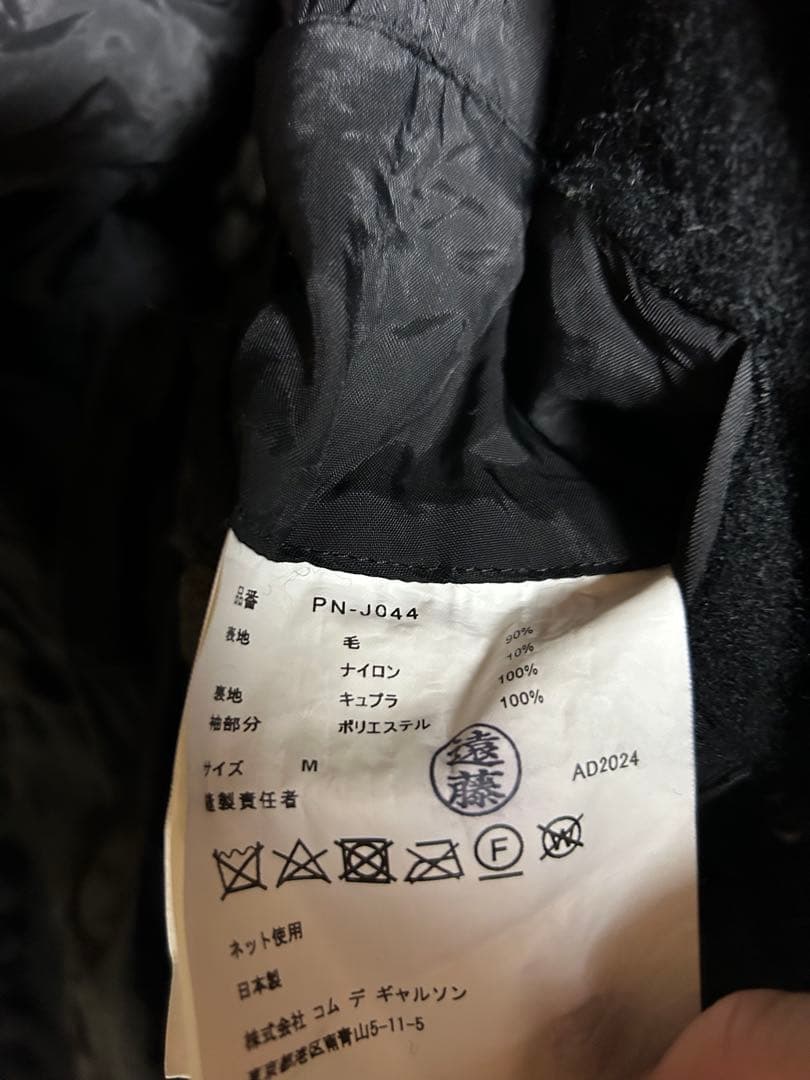 品番 PN-J044
表地 毛 90%
ナイロン 10%
裏地 キュプラ 100%
袖部分 ポリエステル 100%
サイズ M AD2024
縫製責任者 遠藤
F W
ネット使用
日本製
株式会社 コム デ ギャルソン
東京都港区南青山5-11-5